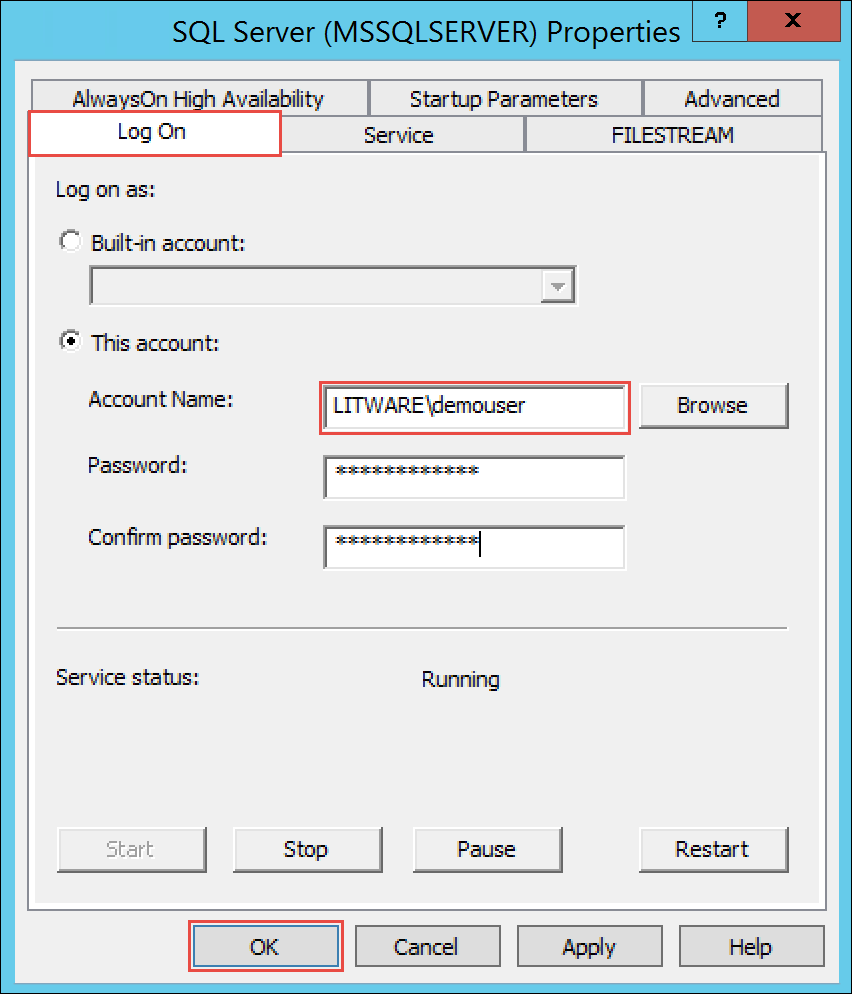 SQL Server (MSSQLSERVER) Properties ? x
AlwaysOn High Availability Startup Parameters Advanced
Log On Service FILESTREAM
Log on as:
Built-in account:
This account:
Account Name: LITWARE\demouser Browse
Password: ************
Confirm password: ************
Service status: Running
Start Stop Pause Restart
OK Cancel Apply Help